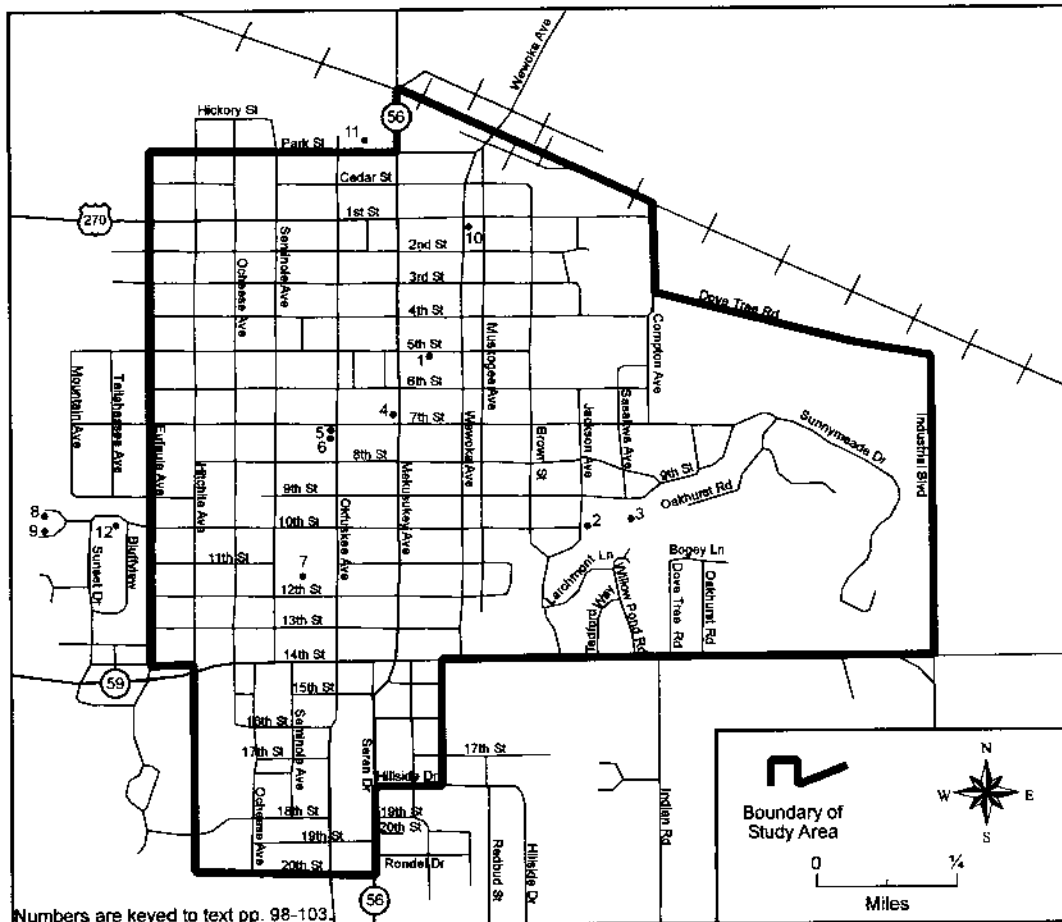 Wewoka Ave
Hickory St
56
11
Park St
Cedar St
270
1st St
10
2nd St
Seminole Ave
Ocheese Ave
3rd St
Dove Tree Rd
4th St
Compton Ave
Muskogee Ave
5th St
1
6th St
Mountain Ave
Tallahassee Ave
4
7th St
Jackson Ave
Sasakwa Ave
Sunnymeade Dr
Industrial Blvd
5
6
Eufaula Ave
Hitchita Ave
Wewoka Ave
Brown St
8th St
Mekusukey Ave
9th St
9th St
Oakhurst Rd
Okfuskee Ave
8
9
12
10th St
2
3
Sunset Dr
Bluffview
11th St
7
Larchmont Ln
Bogey Ln
12th St
Way
Willow Pond Rd
Dove Tree Rd
Oakhurst Rd
13th St
14th St
59
15th St
16th St
Seminole Ave
17th St
Saran Dr
17th St
Hillside Dr
Ocheese Ave
18th St
19th St
20th St
19th St
Rondel Dr
20th St
Redbud St
Hillside Dr
Indian Rd
56
N
W E
S
Boundary of
Study Area
0 ¼
Miles
Numbers are keyed to text pp. 98-103.